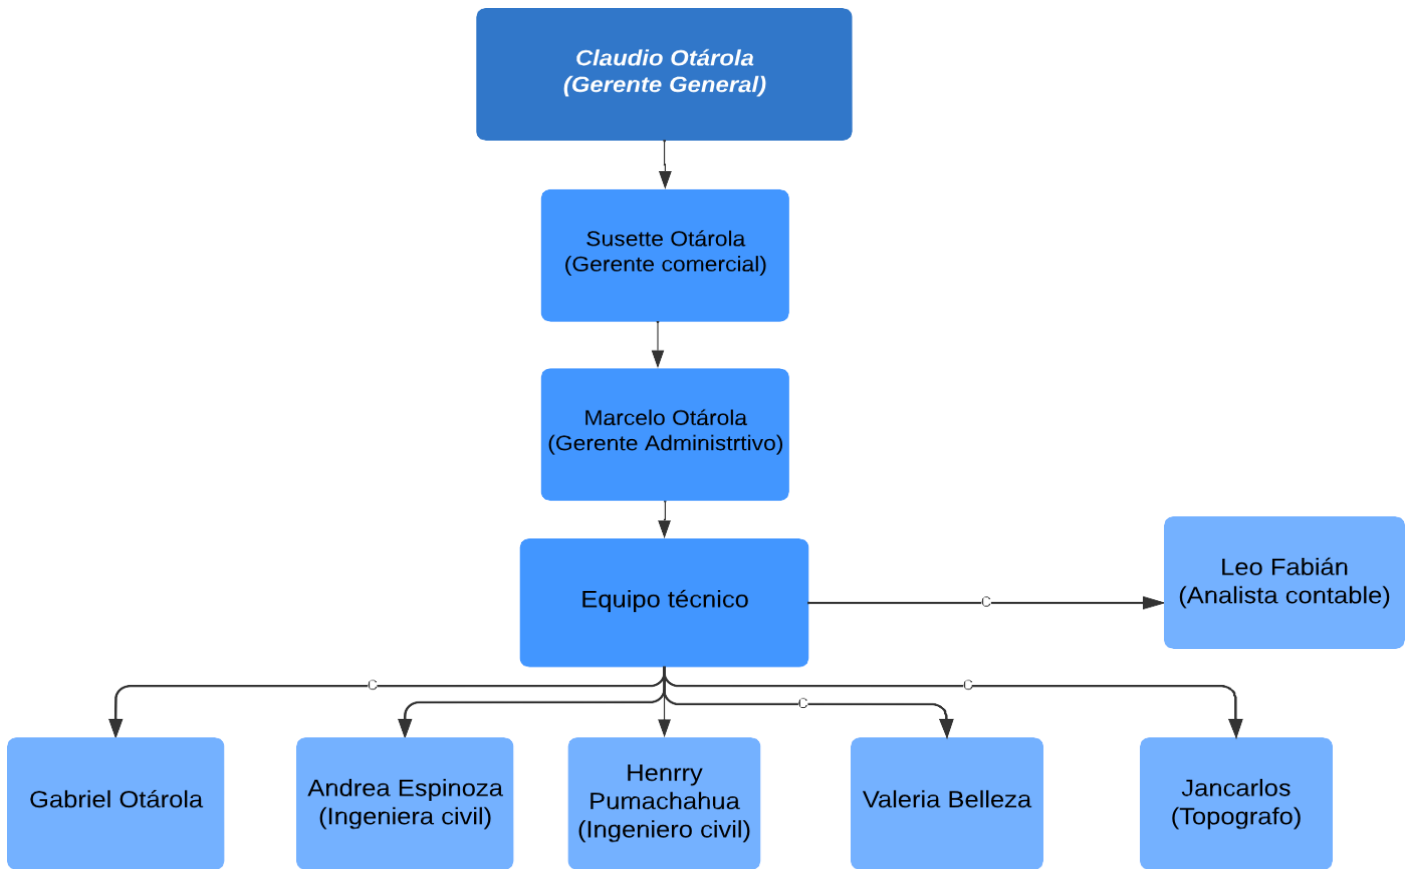 Claudio Otárola
(Gerente General)
Susette Otárola
(Gerente comercial)
Marcelo Otárola
(Gerente Administrtivo)
Equipo técnico
C
Leo Fabián
(Analista contable)
C
C
C
Gabriel Otárola
Andrea Espinoza
(Ingeniera civil)
Henrry
Pumachahua
(Ingeniero civil)
Valeria Belleza
Jancarlos
(Topografo)